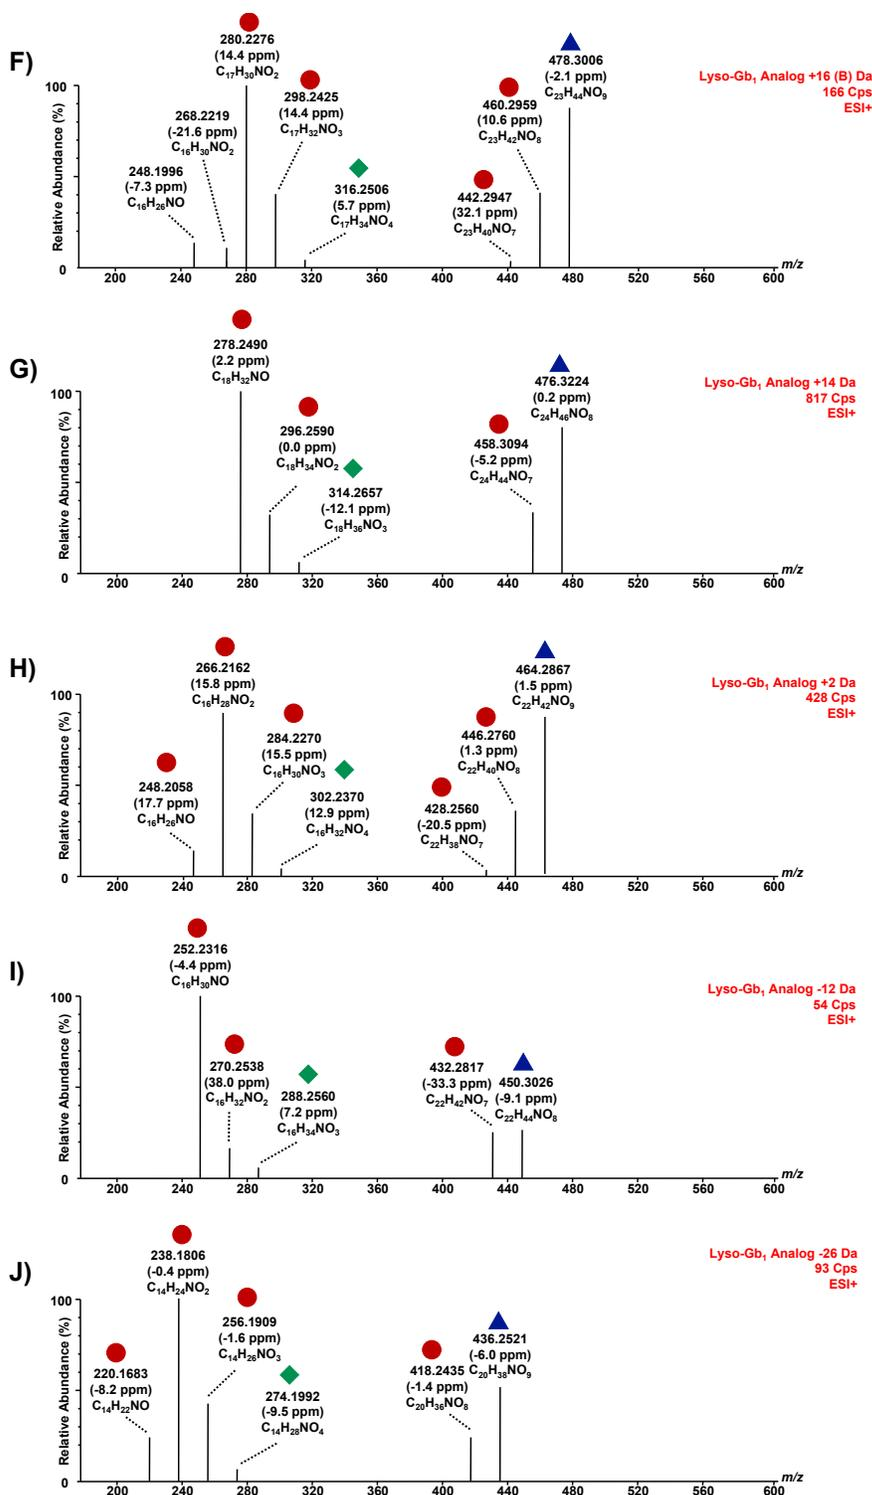 F)
280.2276
(14.4 ppm)
C17H30NO2
298.2425
(14.4 ppm)
C17H32NO3
268.2219
(-21.6 ppm)
C16H30NO2
248.1996
(-7.3 ppm)
C16H26NO
316.2506
(5.7 ppm)
C17H34NO4
478.3006
(-2.1 ppm)
C23H44NO9
460.2959
(10.6 ppm)
C23H42NO8
442.2947
(32.1 ppm)
C23H40NO7
Lyso-Gb1 Analog +16 (B) Da
166 Cps
ESI+
Relative Abundance (%)
100
0
200 240 280 320 360 400 440 480 520 560 600 m/z
G)
278.2490
(2.2 ppm)
C18H32NO
296.2590
(0.0 ppm)
C18H34NO2
314.2657
(-12.1 ppm)
C18H36NO3
476.3224
(0.2 ppm)
C24H46NO8
458.3094
(-5.2 ppm)
C24H44NO7
Lyso-Gb1 Analog +14 Da
817 Cps
ESI+
Relative Abundance (%)
100
0
200 240 280 320 360 400 440 480 520 560 600 m/z
H)
266.2162
(15.8 ppm)
C16H28NO2
284.2270
(15.5 ppm)
C16H30NO3
248.2058
(17.7 ppm)
C16H26NO
302.2370
(12.9 ppm)
C16H32NO4
464.2867
(1.5 ppm)
C22H42NO9
446.2760
(1.3 ppm)
C22H40NO8
428.2560
(-20.5 ppm)
C22H38NO7
Lyso-Gb1 Analog +2 Da
428 Cps
ESI+
Relative Abundance (%)
100
0
200 240 280 320 360 400 440 480 520 560 600 m/z
I)
252.2316
(-4.4 ppm)
C16H30NO
270.2538
(38.0 ppm)
C16H32NO2
288.2560
(7.2 ppm)
C16H34NO3
432.2817
(-33.3 ppm)
C22H42NO7
450.3026
(-9.1 ppm)
C22H44NO8
Lyso-Gb1 Analog -12 Da
54 Cps
ESI+
Relative Abundance (%)
100
0
200 240 280 320 360 400 440 480 520 560 600 m/z
J)
238.1806
(-0.4 ppm)
C14H24NO2
256.1909
(-1.6 ppm)
C14H26NO3
220.1683
(-8.2 ppm)
C14H22NO
274.1992
(-9.5 ppm)
C14H28NO4
436.2521
(-6.0 ppm)
C20H38NO9
418.2435
(-1.4 ppm)
C20H36NO8
Lyso-Gb1 Analog -26 Da
93 Cps
ESI+
Relative Abundance (%)
100
0
200 240 280 320 360 400 440 480 520 560 600 m/z